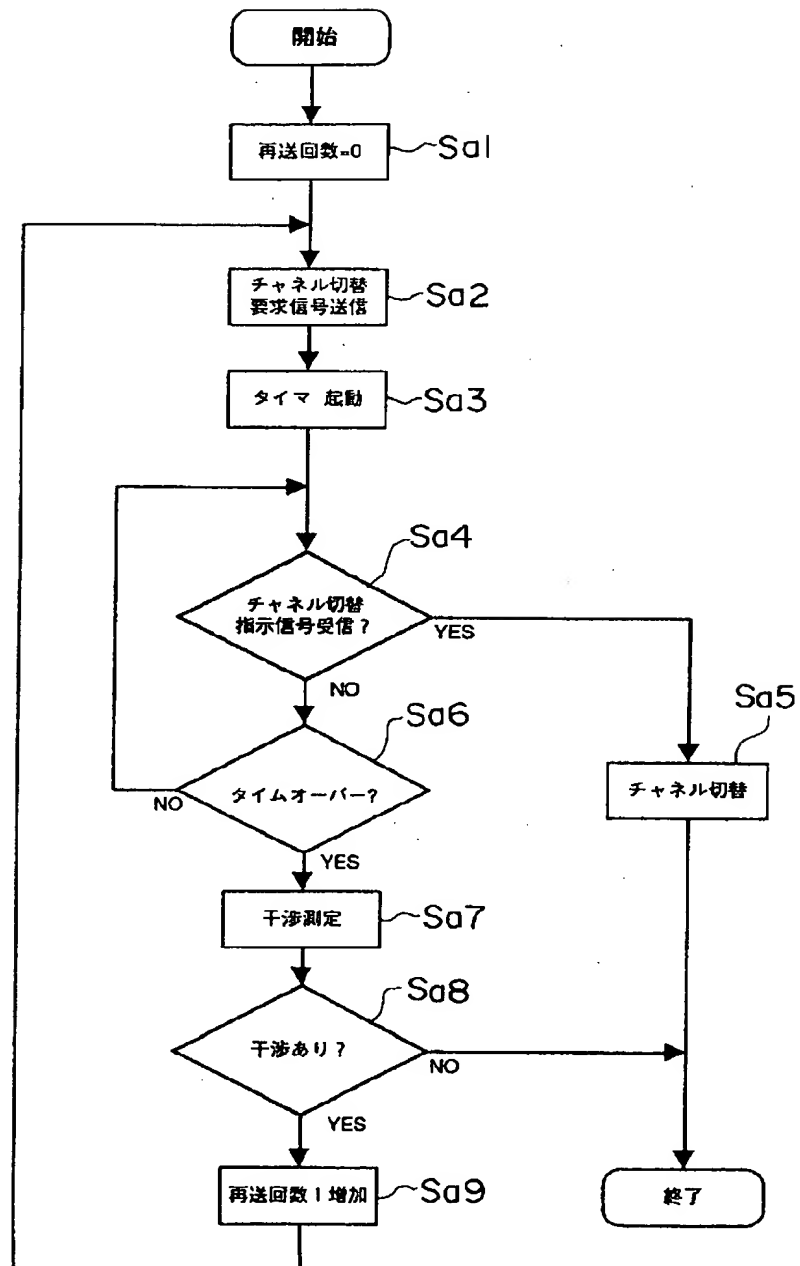 開始
再送回数=0
Sa1
チャネル切替
要求信号送信
Sa2
タイマ 起動
Sa3
Sa4
チャネル切替
指示信号受信?
YES
NO
Sa5
Sa6
チャネル切替
タイムオーバー?
NO
YES
干渉測定
Sa7
Sa8
干渉あり?
NO
YES
再送回数1増加
Sa9
終了